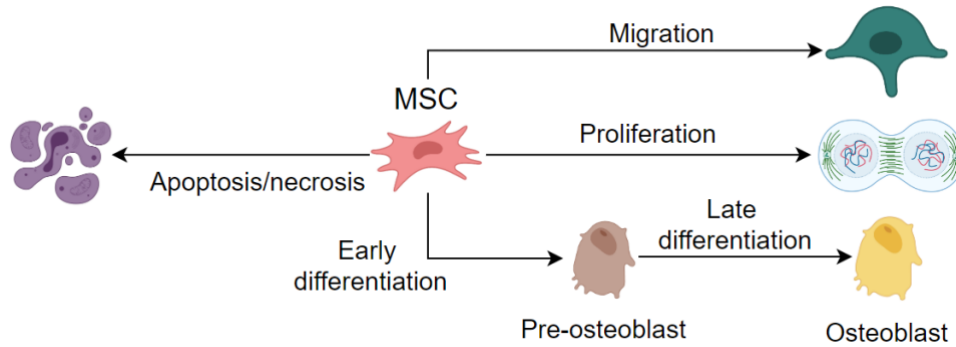 Migration
MSC
Proliferation
Apoptosis/necrosis
Late
differentiation
Early
differentiation
Pre-osteoblast
Osteoblast